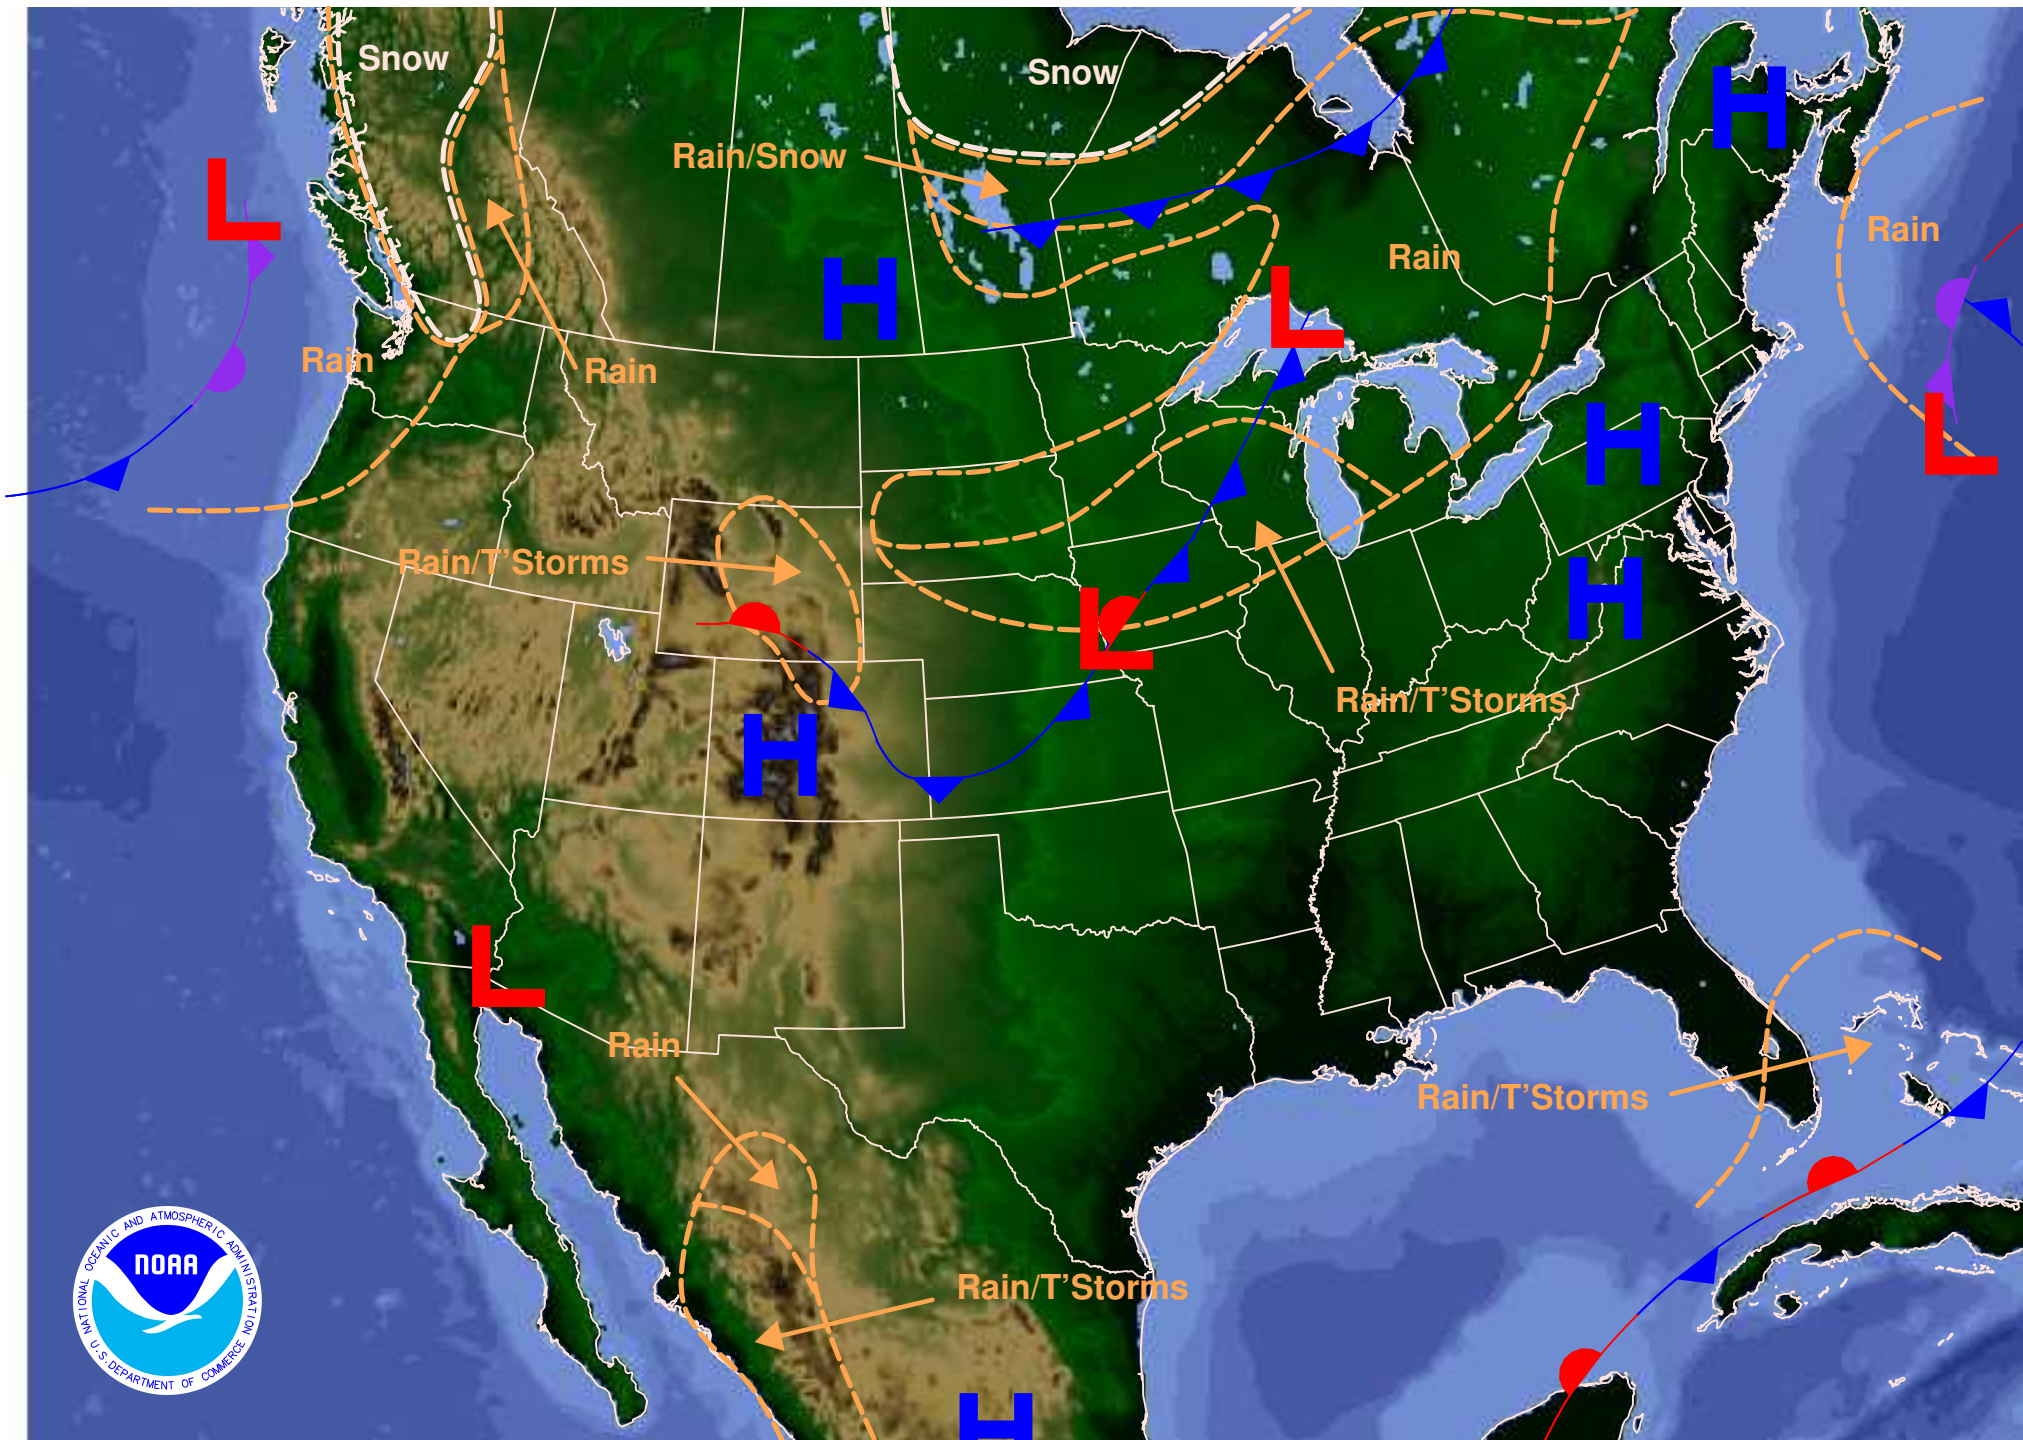 Snow
Snow
Rain/Snow
H
L
Rain
Rain
H
L
Rain
Rain
L
H
Rain/T'Storms
H
L
Rain/T'Storms
H
L
Rain
Rain/T'Storms
NATIONAL OCEANIC AND ATMOSPHERIC ADMINISTRATION
NOAA
U.S. DEPARTMENT OF COMMERCE
Rain/T'Storms
H